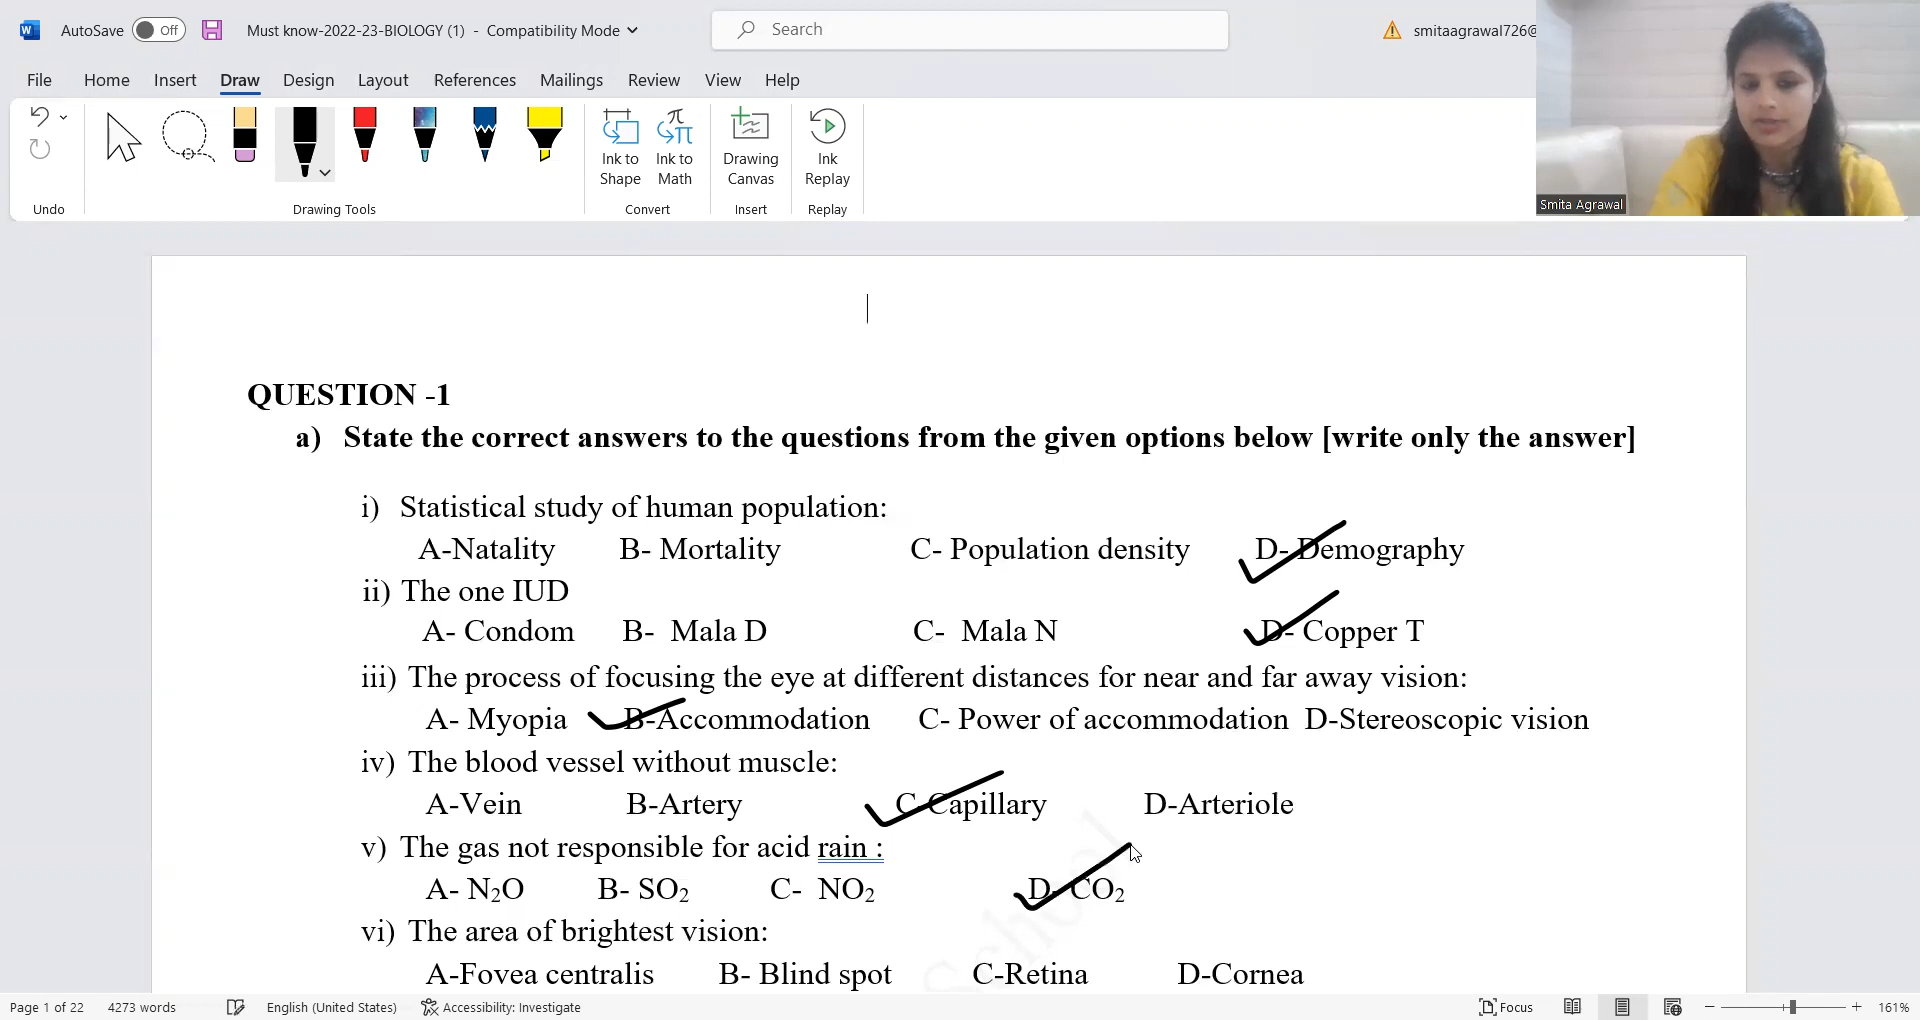 AutoSave Off Must know-2022-23-BIOLOGY (1) - Compatibility Mode Search smitaagrawal726@
File Home Insert Draw Design Layout References Mailings Review View Help
Ink to Shape Ink to Math Drawing Canvas Ink Replay
Undo Drawing Tools Convert Insert Replay
Smita Agrawal
QUESTION -1
a) State the correct answers to the questions from the given options below [write only the answer]
i) Statistical study of human population:
A-Natality B- Mortality C- Population density D- Demography
ii) The one IUD
A- Condom B- Mala D C- Mala N D- Copper T
iii) The process of focusing the eye at different distances for near and far away vision:
A- Myopia B-Accommodation C- Power of accommodation D-Stereoscopic vision
iv) The blood vessel without muscle:
A-Vein B-Artery C-Capillary D-Arteriole
v) The gas not responsible for acid rain :
A- N₂O B- SO₂ C- NO₂ D- CO₂
vi) The area of brightest vision:
A-Fovea centralis B- Blind spot C-Retina D-Cornea
School
Page 1 of 22 4273 words English (United States) Accessibility: Investigate Focus 161%